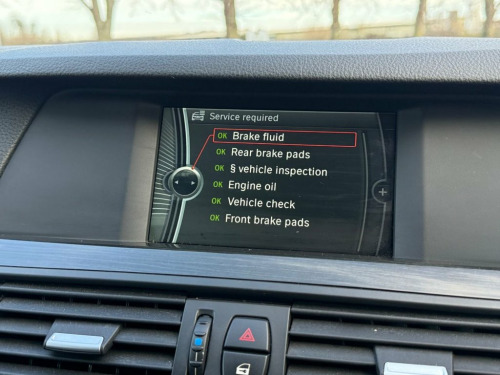 Service required
OK Brake fluid
OK Rear brake pads
OK § vehicle inspection
OK Engine oil
OK Vehicle check
OK Front brake pads